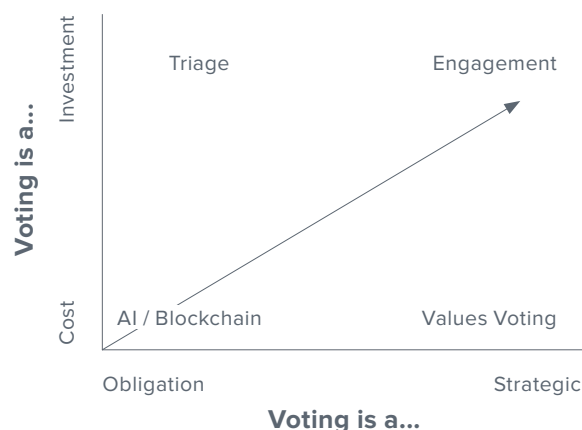 Investment
Triage
Engagement
Voting is a...
Cost
AI / Blockchain
Values Voting
Obligation
Strategic
Voting is a...